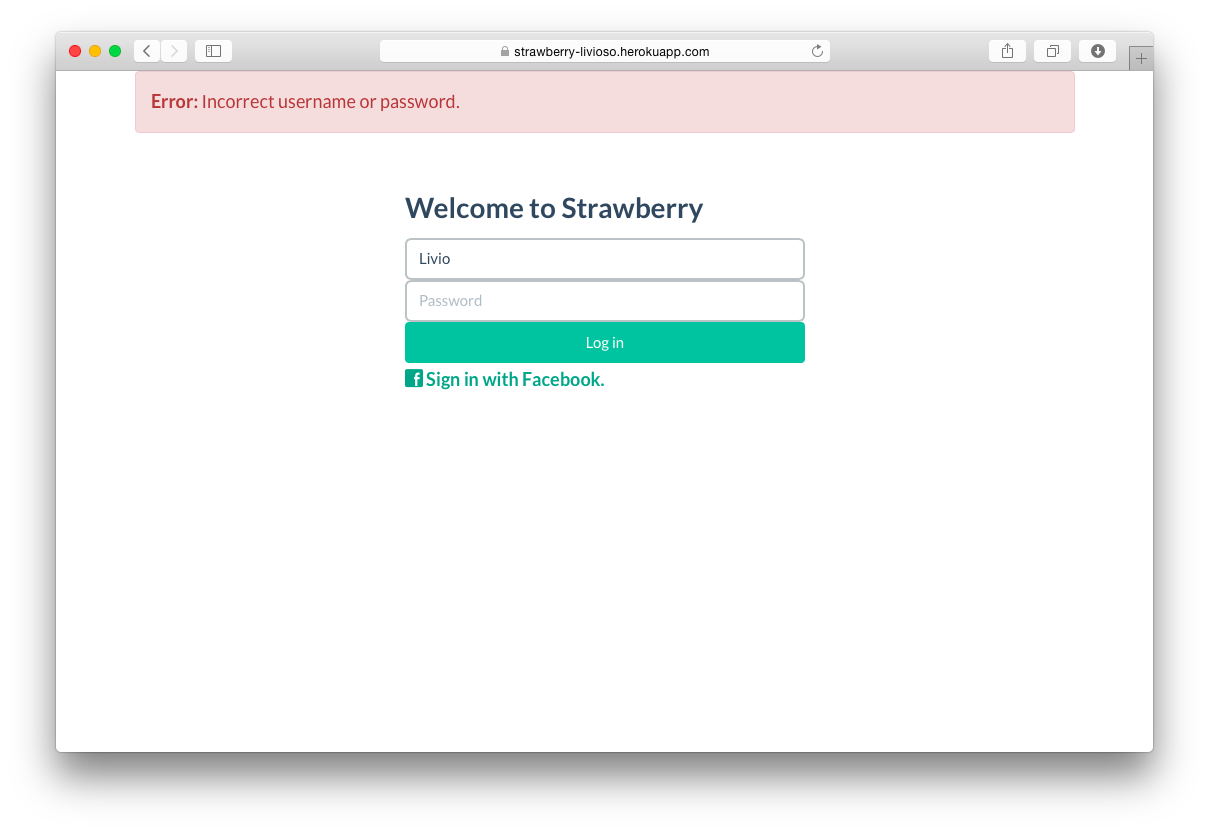 strawberry-livioso.herokuapp.com
Error: Incorrect username or password.
Welcome to Strawberry
Livio
Password
Log in
Sign in with Facebook.